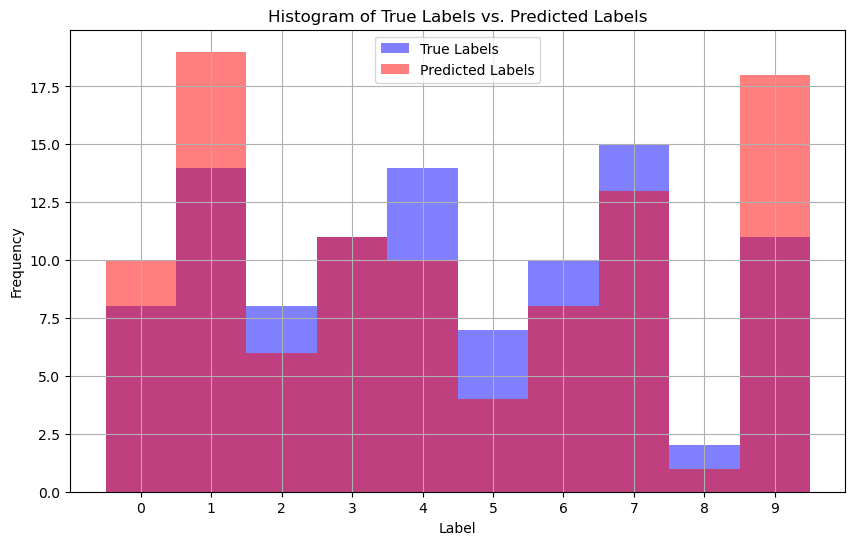 Histogram of True Labels vs. Predicted Labels
True Labels
Predicted Labels
17.5
15.0
12.5
10.0
7.5
5.0
2.5
0.0
Frequency
0 1 2 3 4 5 6 7 8 9
Label